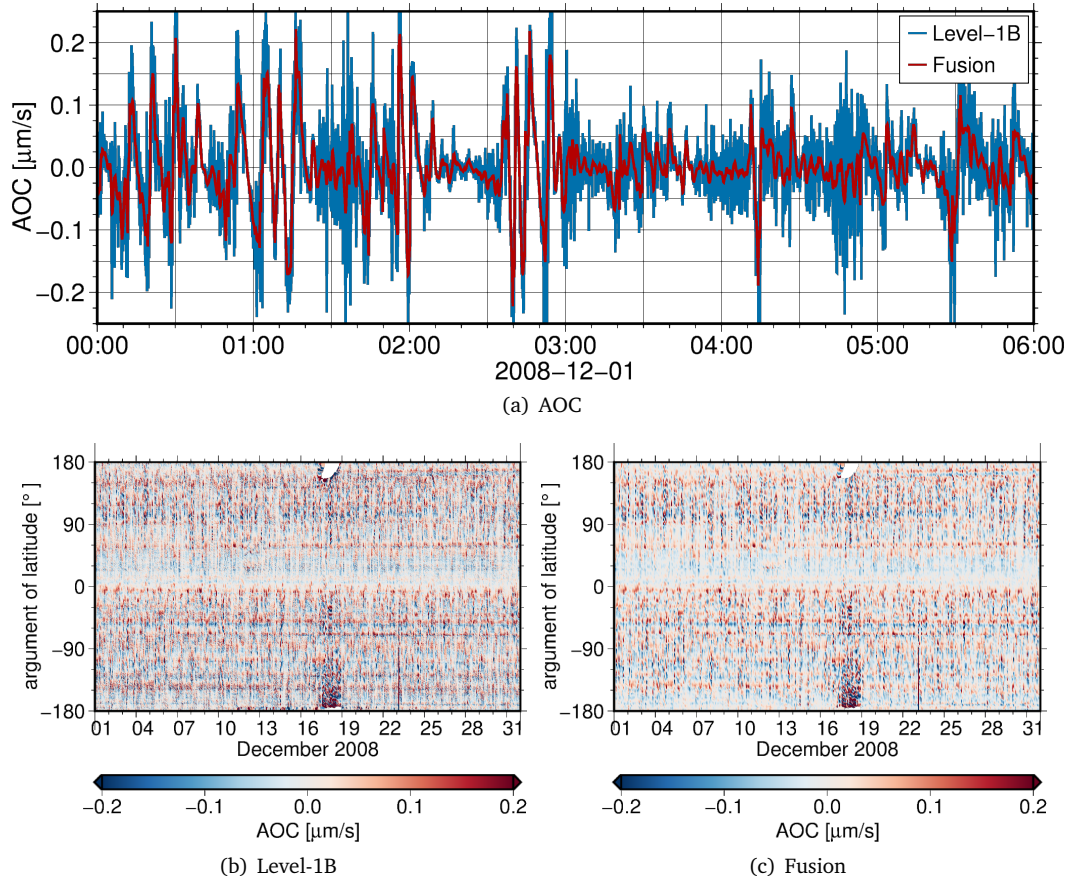 AOC [µm/s]
0.2
0.1
0.0
−0.1
−0.2
Level−1B
Fusion
00:00 01:00 02:00 03:00 04:00 05:00 06:00
2008−12−01
(a) AOC
argument of latitude [°]
180
90
0
−90
−180
01 04 07 10 13 16 19 22 25 28 31
December 2008
−0.2 −0.1 0.0 0.1 0.2
AOC [µm/s]
(b) Level-1B
argument of latitude [°]
180
90
0
−90
−180
01 04 07 10 13 16 19 22 25 28 31
December 2008
−0.2 −0.1 0.0 0.1 0.2
AOC [µm/s]
(c) Fusion